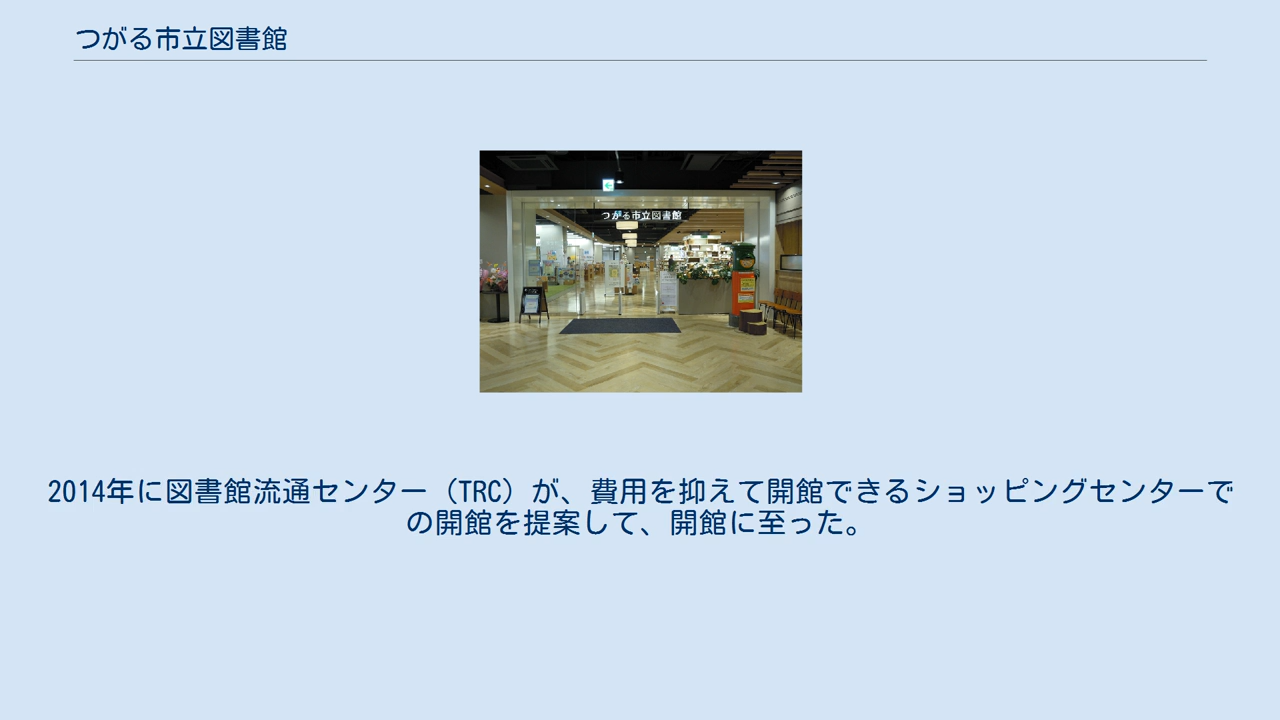 つがる市立図書館
つがる市立図書館
2014年に図書館流通センター（TRC）が、費用を抑えて開館できるショッピングセンターで
の開館を提案して、開館に至った。